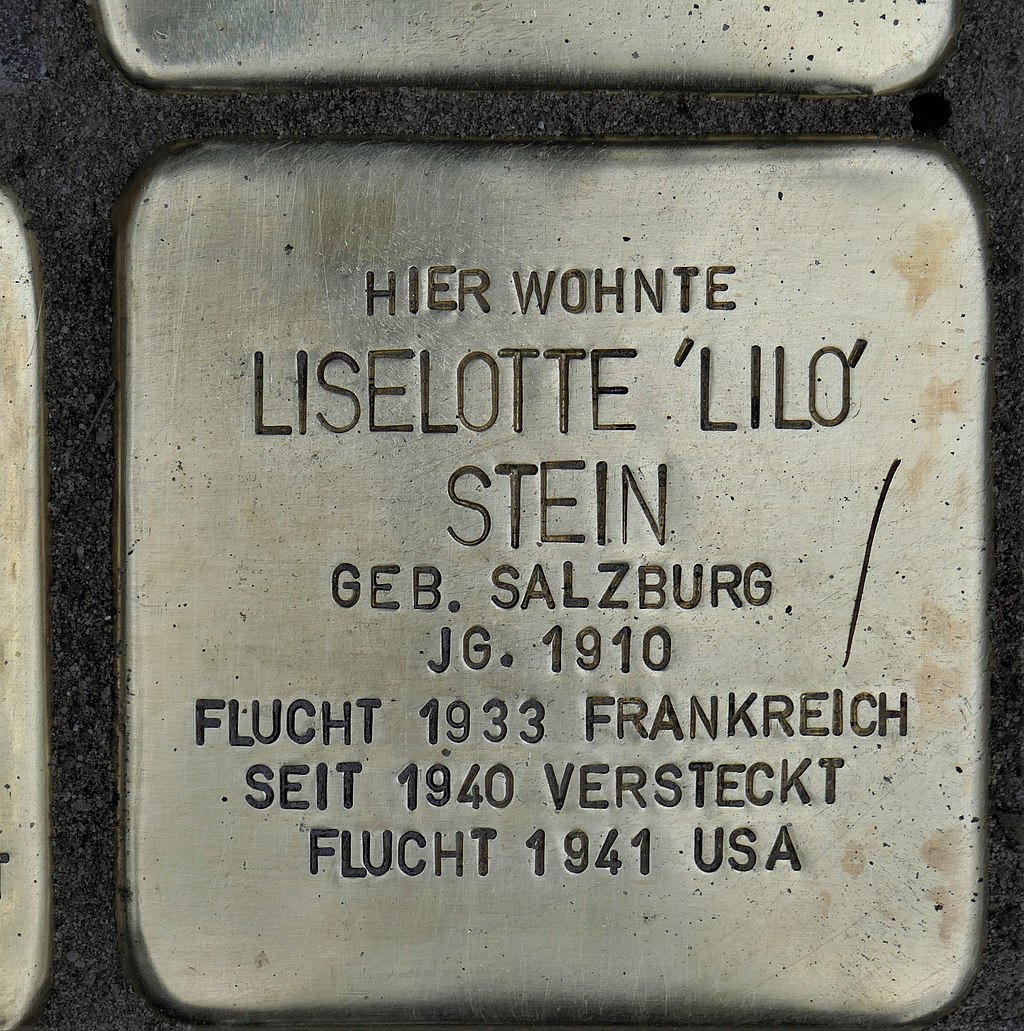 HIER WOHNTE
LISELOTTE 'LILO'
STEIN
GEB. SALZBURG
JG. 1910
FLUCHT 1933 FRANKREICH
SEIT 1940 VERSTECKT
FLUCHT 1941 USA